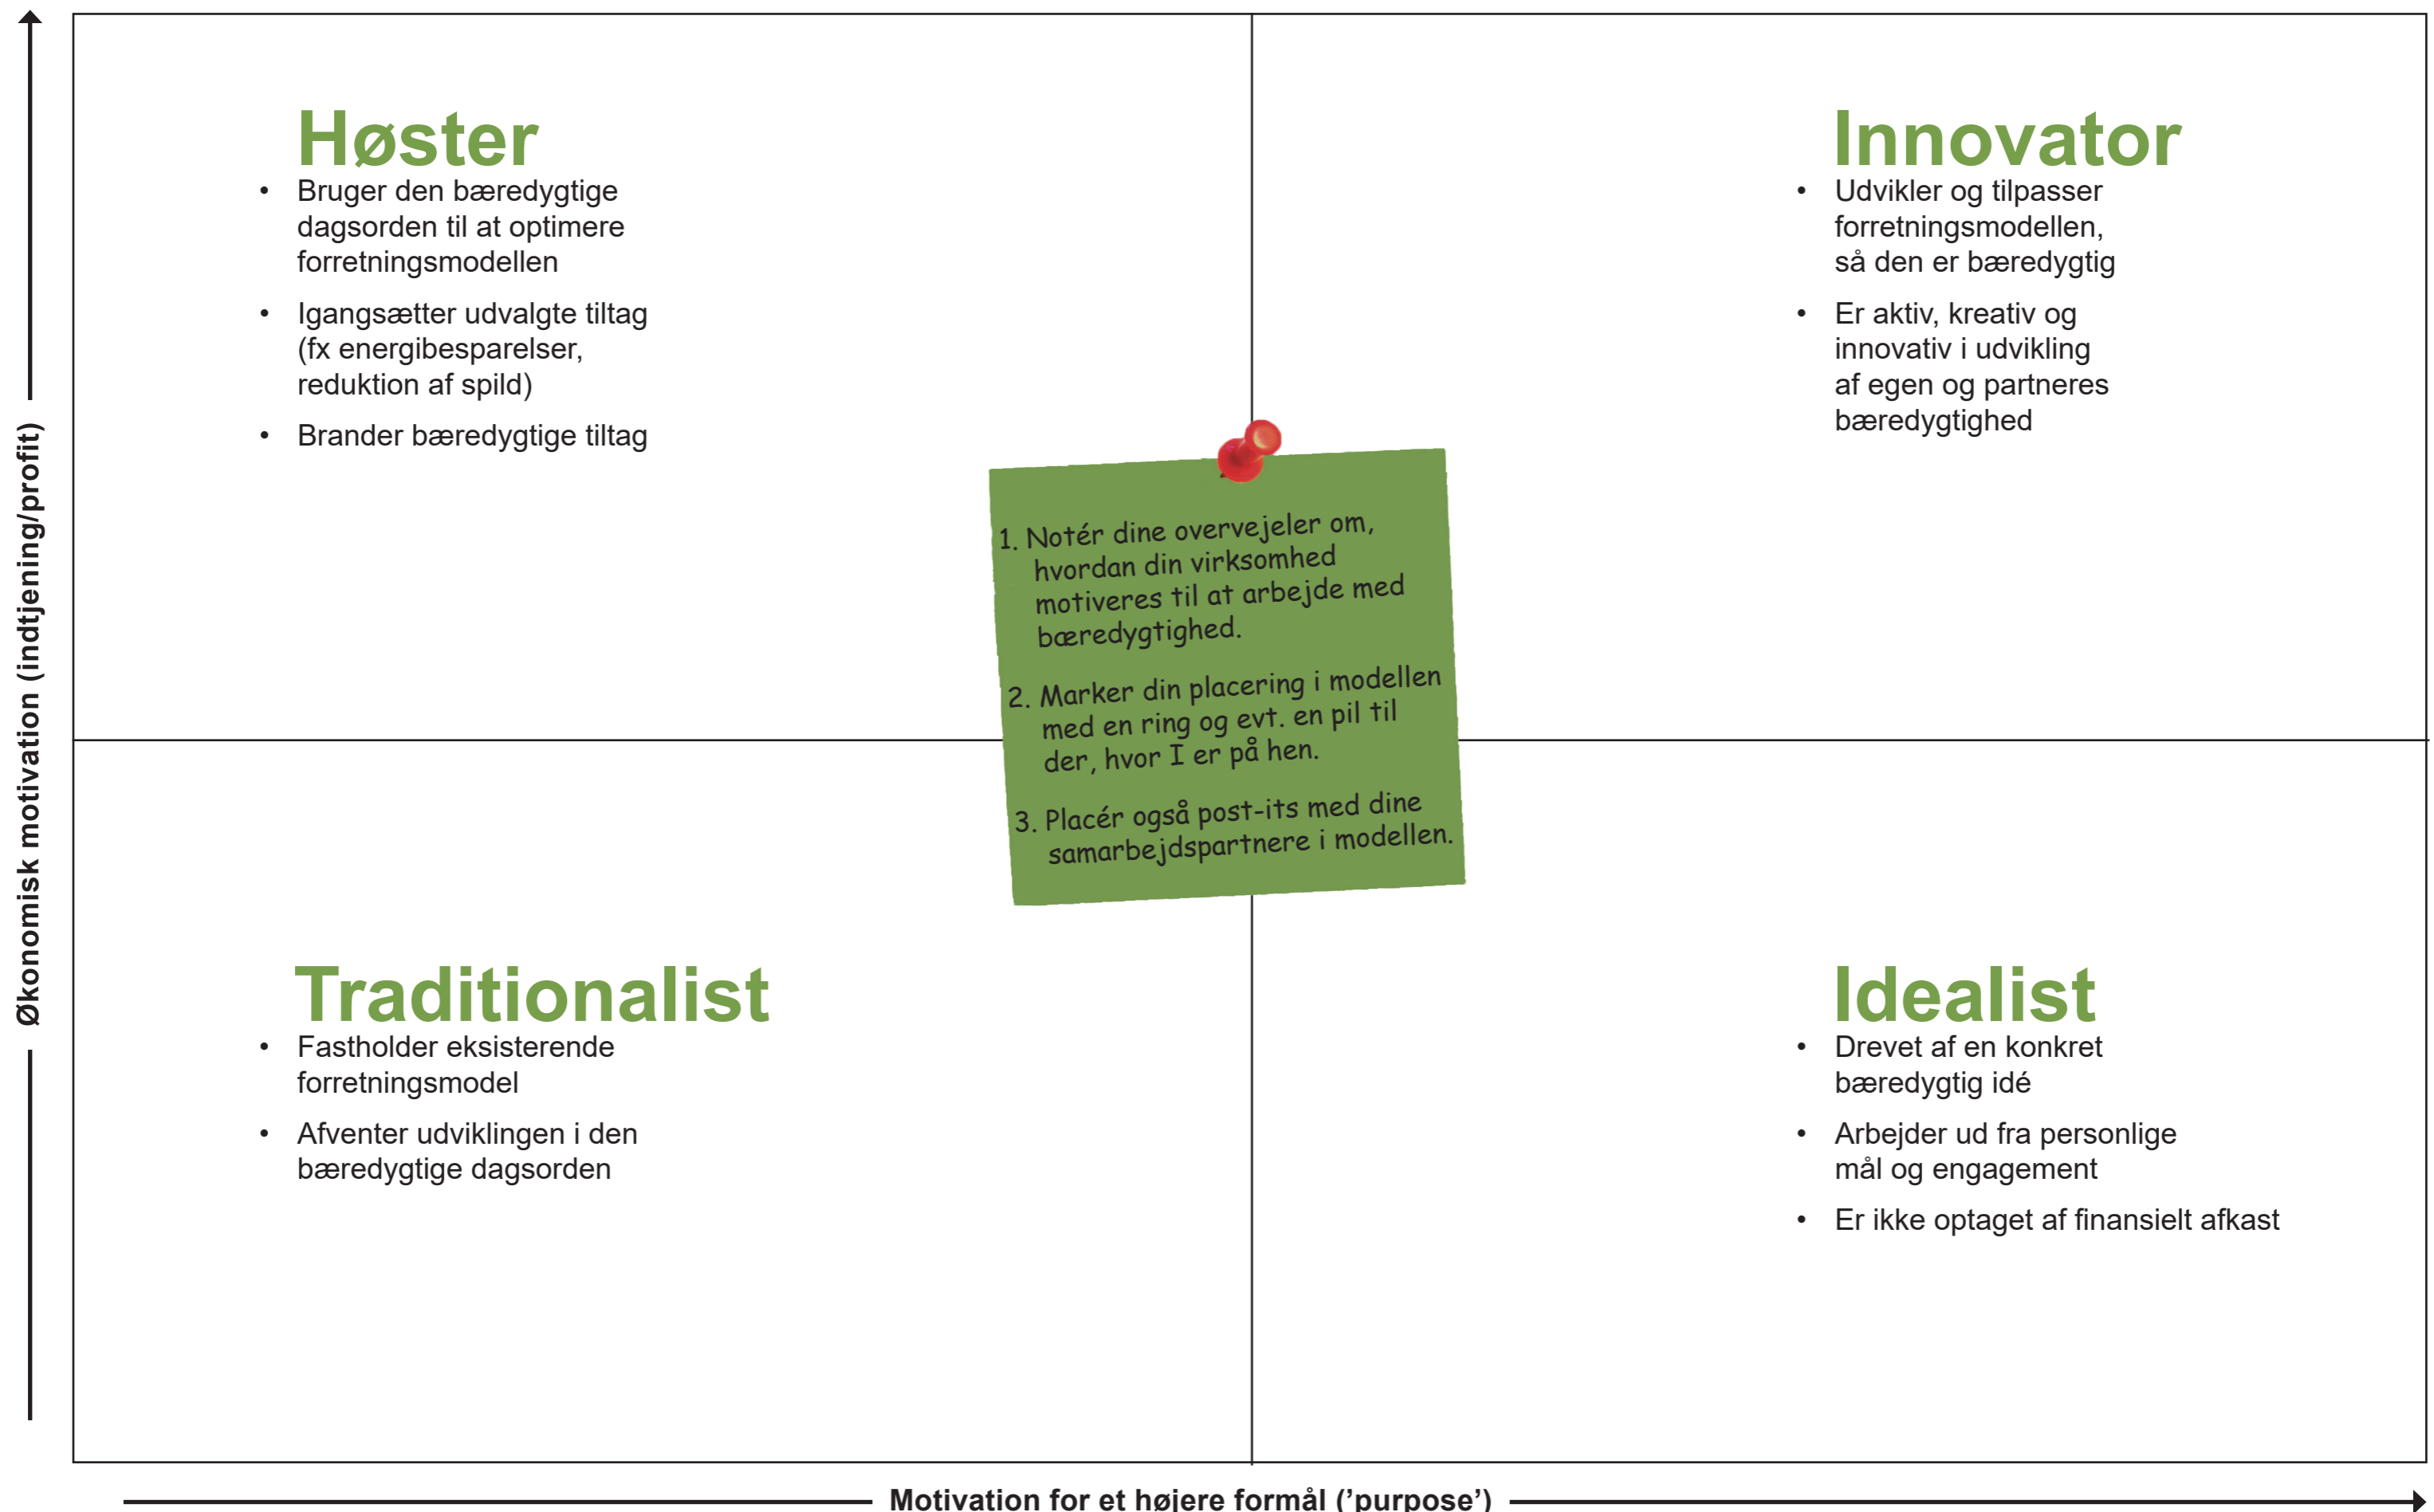 Høster
• Bruger den bæredygtige
dagsorden til at optimere
forretningsmodellen
• Igangsætter udvalgte tiltag
(fx energibesparelser,
reduktion af spild)
• Brander bæredygtige tiltag
Innovator
• Udvikler og tilpasser
forretningsmodellen,
så den er bæredygtig
• Er aktiv, kreativ og
innovativ i udvikling
af egen og partneres
bæredygtighed
1. Notér dine overvejeler om,
hvordan din virksomhed
motiveres til at arbejde med
bæredygtighed.
2. Marker din placering i modellen
med en ring og evt. en pil til
der, hvor I er på hen.
3. Placér også post-its med dine
samarbejdspartnere i modellen.
Traditionalist
• Fastholder eksisterende
forretningsmodel
• Afventer udviklingen i den
bæredygtige dagsorden
Idealist
• Drevet af en konkret
bæredygtig idé
• Arbejder ud fra personlige
mål og engagement
• Er ikke optaget af finansielt afkast
Økonomisk motivation (indtjening/profit)
Motivation for et højere formål (’purpose’)